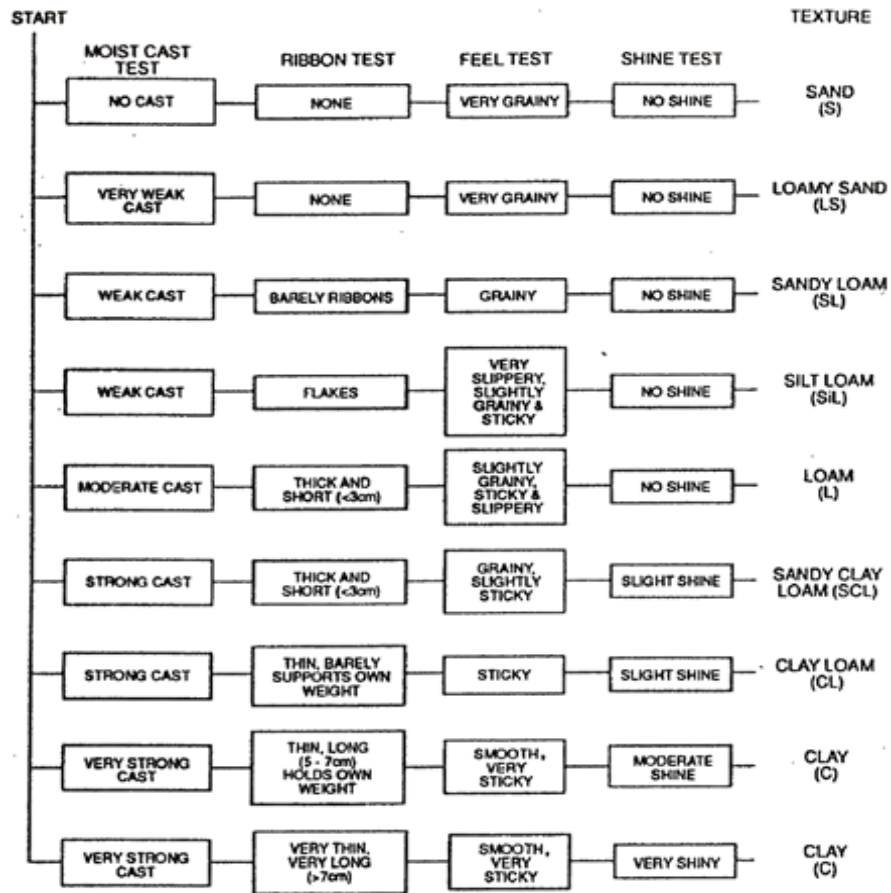 START
TEXTURE
MOIST CAST
TEST
RIBBON TEST
FEEL TEST
SHINE TEST
NO CAST
NONE
VERY GRAINY
NO SHINE
SAND
(S)
VERY WEAK
CAST
NONE
VERY GRAINY
NO SHINE
LOAMY SAND
(LS)
WEAK CAST
BARELY RIBBONS
GRAINY
NO SHINE
SANDY LOAM
(SL)
WEAK CAST
FLAKES
VERY
SLIPPERY,
SLIGHTLY
GRAINY &
STICKY
NO SHINE
SILT LOAM
(SiL)
MODERATE CAST
THICK AND
SHORT (<3cm)
SLIGHTLY
GRAINY,
STICKY &
SLIPPERY
NO SHINE
LOAM
(L)
STRONG CAST
THICK AND
SHORT (<3cm)
GRAINY,
SLIGHTLY
STICKY
SLIGHT SHINE
SANDY CLAY
LOAM (SCL)
STRONG CAST
THIN, BARELY
SUPPORTS OWN
WEIGHT
STICKY
SLIGHT SHINE
CLAY LOAM
(CL)
VERY STRONG
CAST
THIN, LONG
(5 - 7cm)
HOLDS OWN
WEIGHT
SMOOTH,
VERY
STICKY
MODERATE
SHINE
CLAY
(C)
VERY STRONG
CAST
VERY THIN,
VERY LONG
(>7cm)
SMOOTH,
VERY
STICKY
VERY SHINY
CLAY
(C)